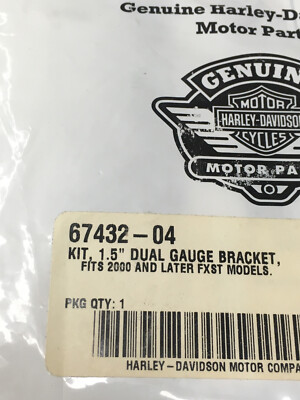 Genuine Harley-Da
Motor Part
GENUIN
MOTOR
HARLEY-DAVIDSON
CYCLES
MOTOR PA
67432-04
KIT, 1.5" DUAL GAUGE BRACKET,
FITS 2000 AND LATER FXST MODELS.
PKG QTY: 1
HARLEY-DAVIDSON MOTOR COMPA